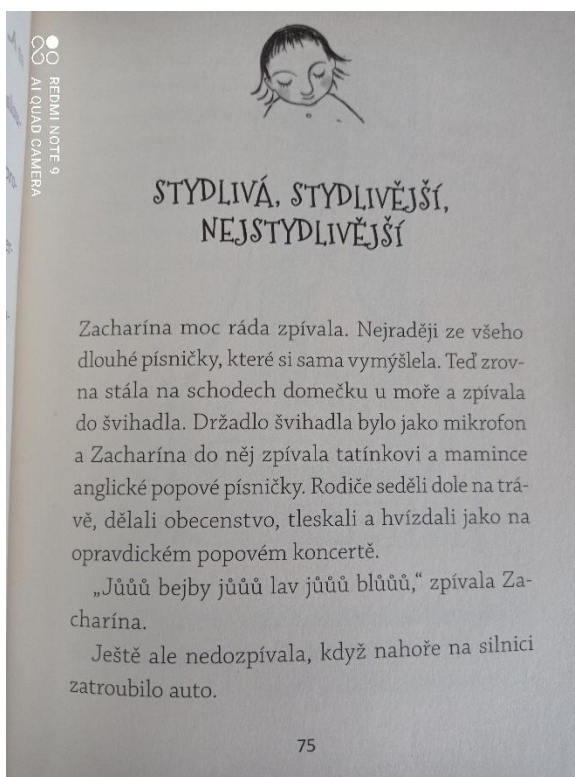 REDMI NOTE 9
AI QUAD CAMERA
STYDLIVÁ, STYDLIVĚJŠÍ,
NEJSTYDLIVĚJŠÍ
Zacharína moc ráda zpívala. Nejraději ze všeho
dlouhé písničky, které si sama vymýšlela. Teď zrov-
na stála na schodech domečku u moře a zpívala
do švihadla. Držadlo švihadla bylo jako mikrofon
a Zacharína do něj zpívala tatínkovi a mamince
anglické popové písničky. Rodiče seděli dole na trá-
vě, dělali obecenstvo, tleskali a hvízdali jako na
opravdickém popovém koncertě.
„Jůůů bejby jůůů lav jůůů blůůů,“ zpívala Za-
charína.
Ještě ale nedozpívala, když nahoře na silnici
zatroubilo auto.
75